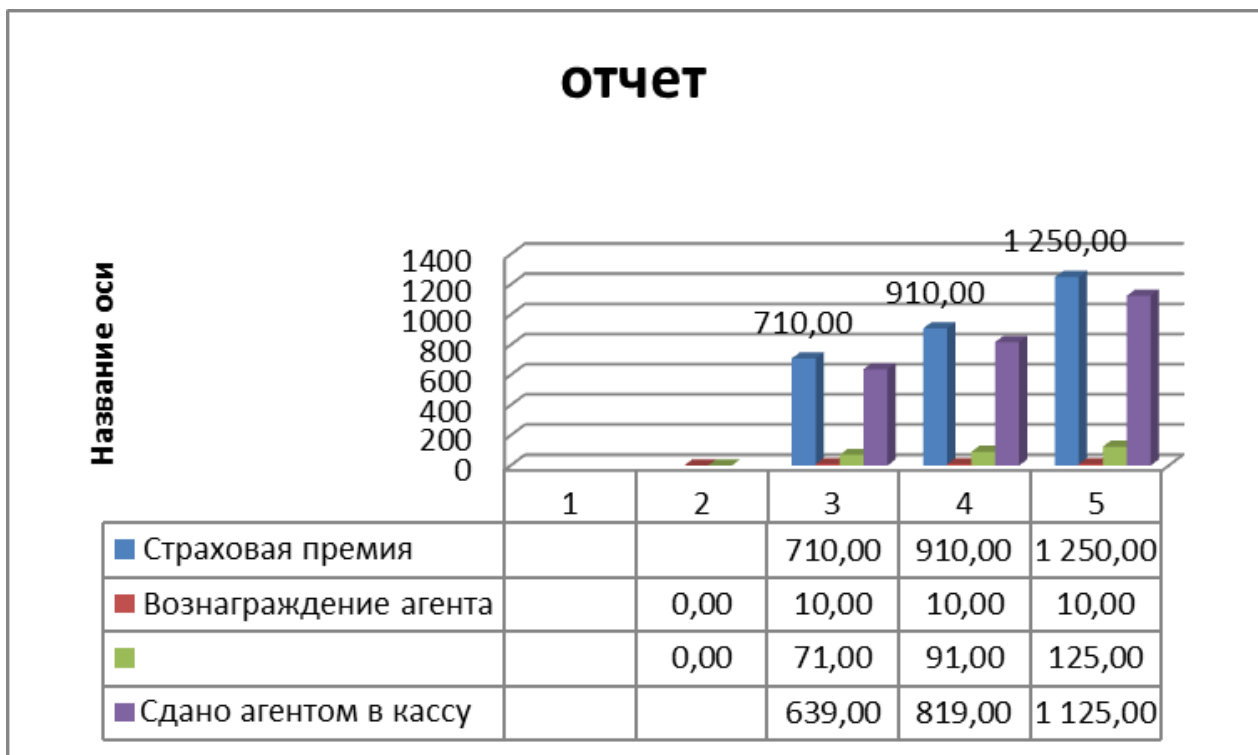 отчет
Название оси
1400
1200
1000
800
600
400
200
0
710,00
910,00
1 250,00
1 2 3 4 5
Страховая премия 710,00 910,00 1 250,00
Вознаграждение агента 0,00 10,00 10,00 10,00
0,00 71,00 91,00 125,00
Сдано агентом в кассу 639,00 819,00 1 125,00